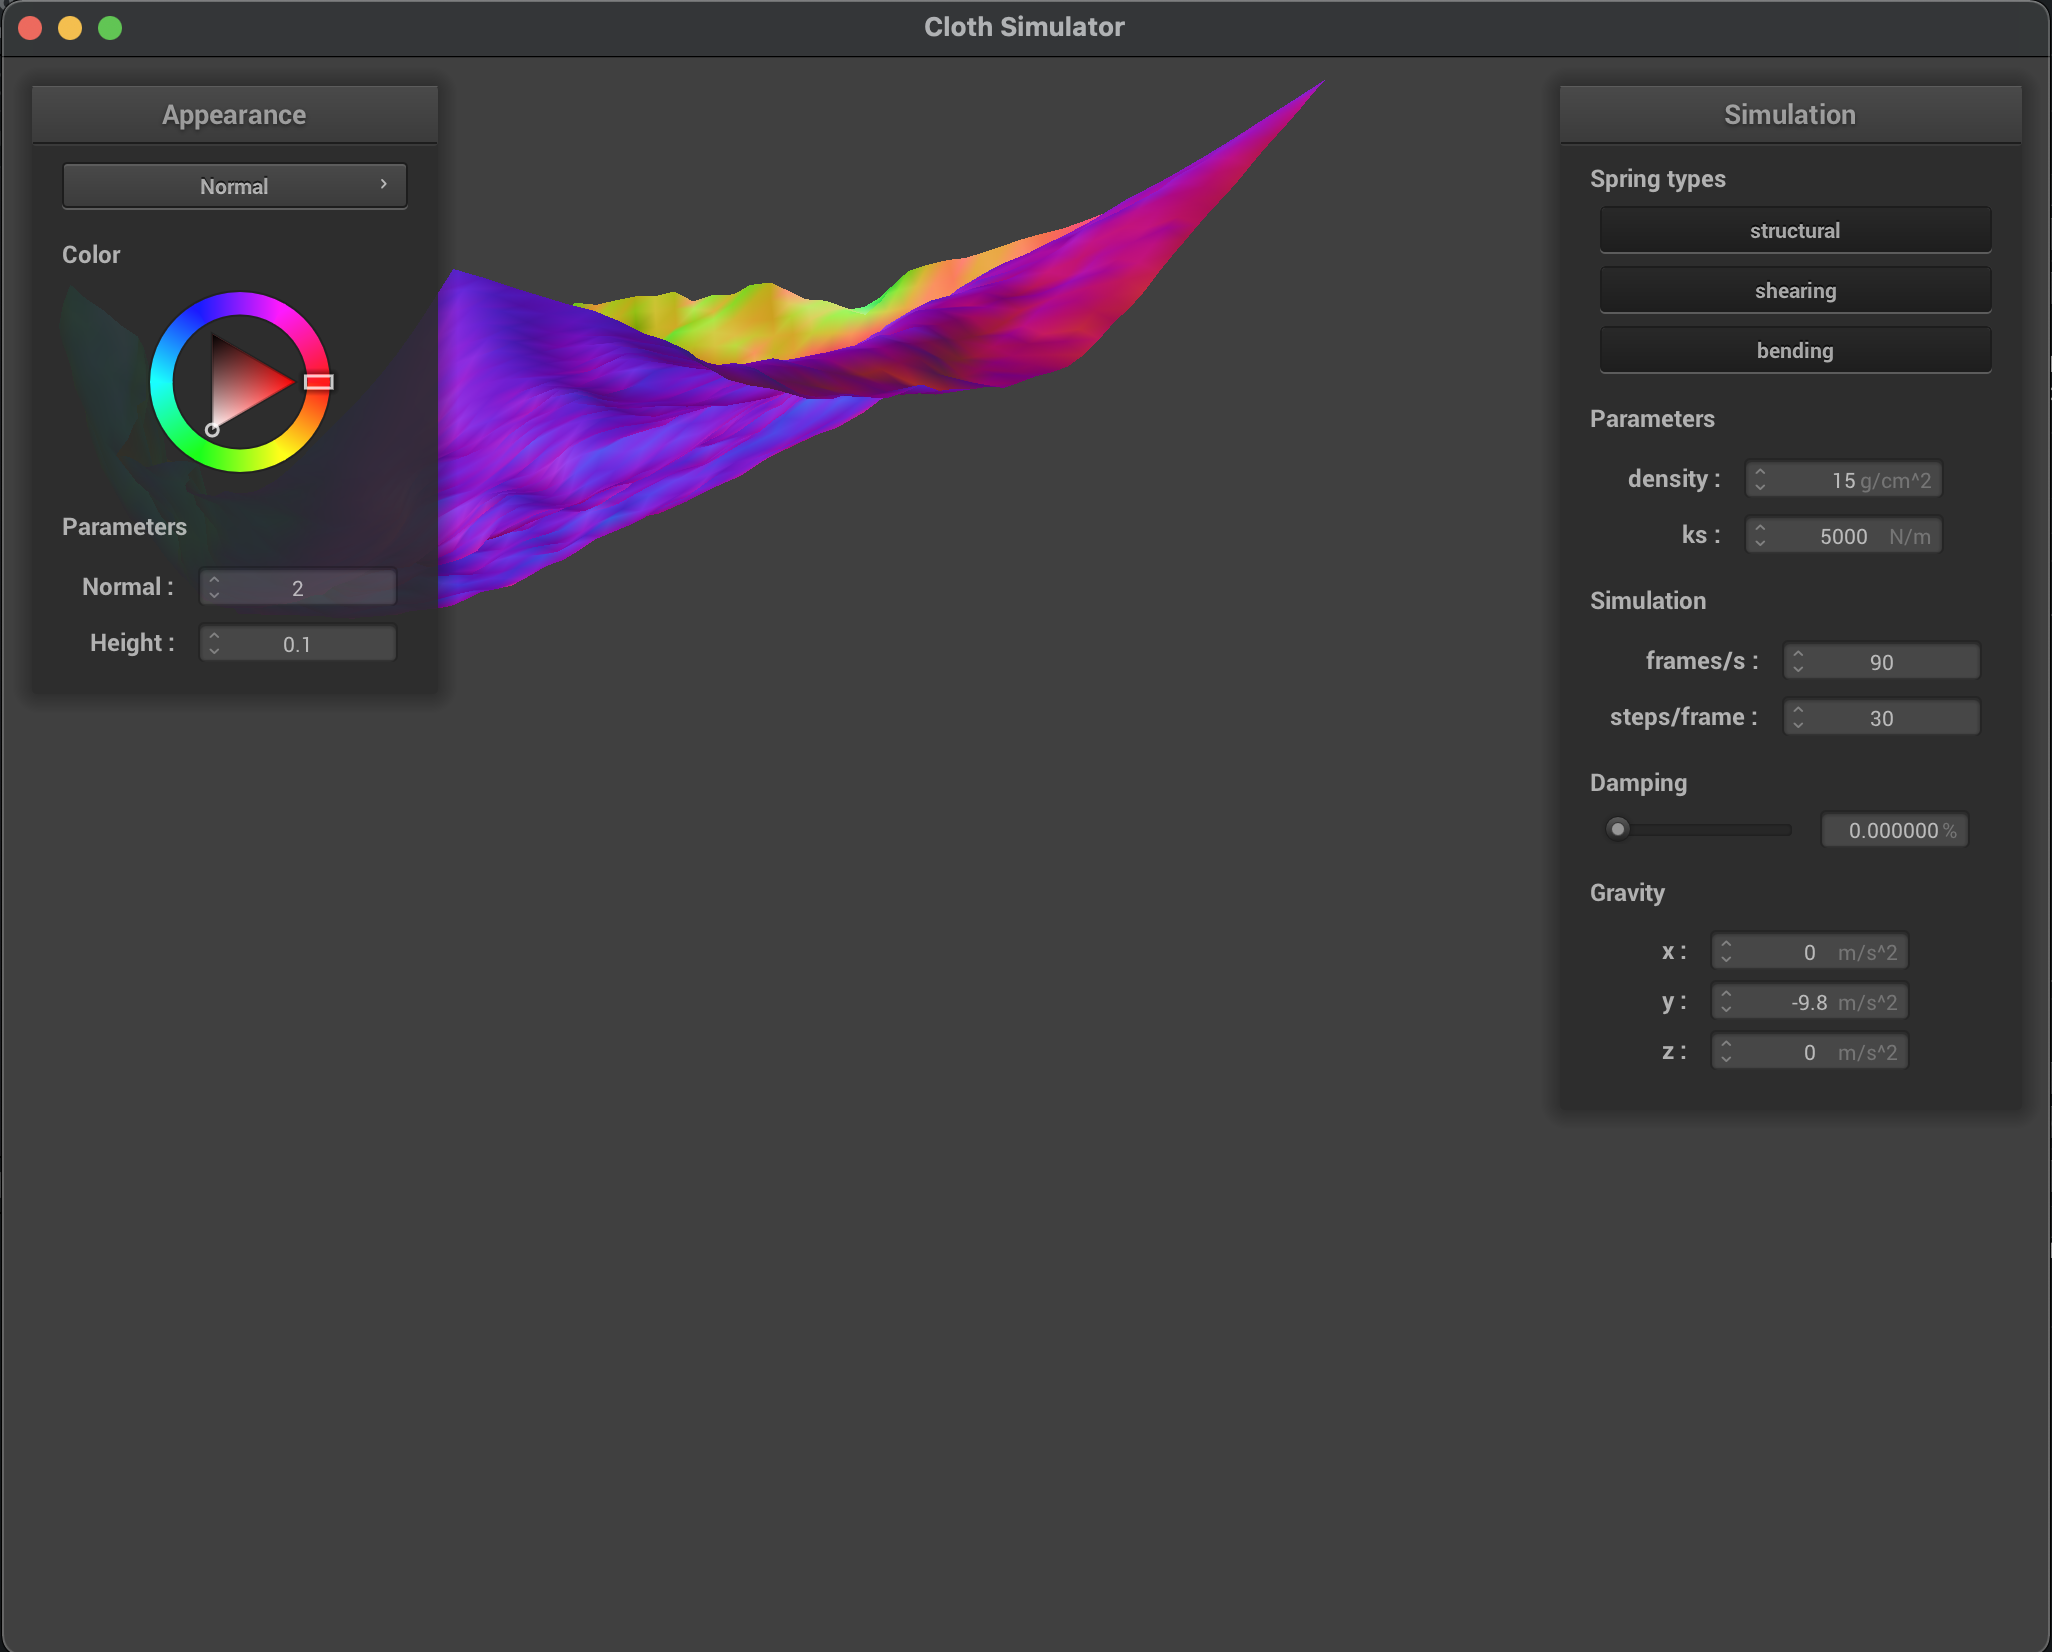 Cloth Simulator
Appearance
Normal
Color
Parameters
Normal : 2
Height : 0.1
Simulation
Spring types
structural
shearing
bending
Parameters
density : 15 g/cm^2
ks : 5000 N/m
Simulation
frames/s : 90
steps/frame : 30
Damping
0.000000 %
Gravity
x : 0 m/s^2
y : -9.8 m/s^2
z : 0 m/s^2